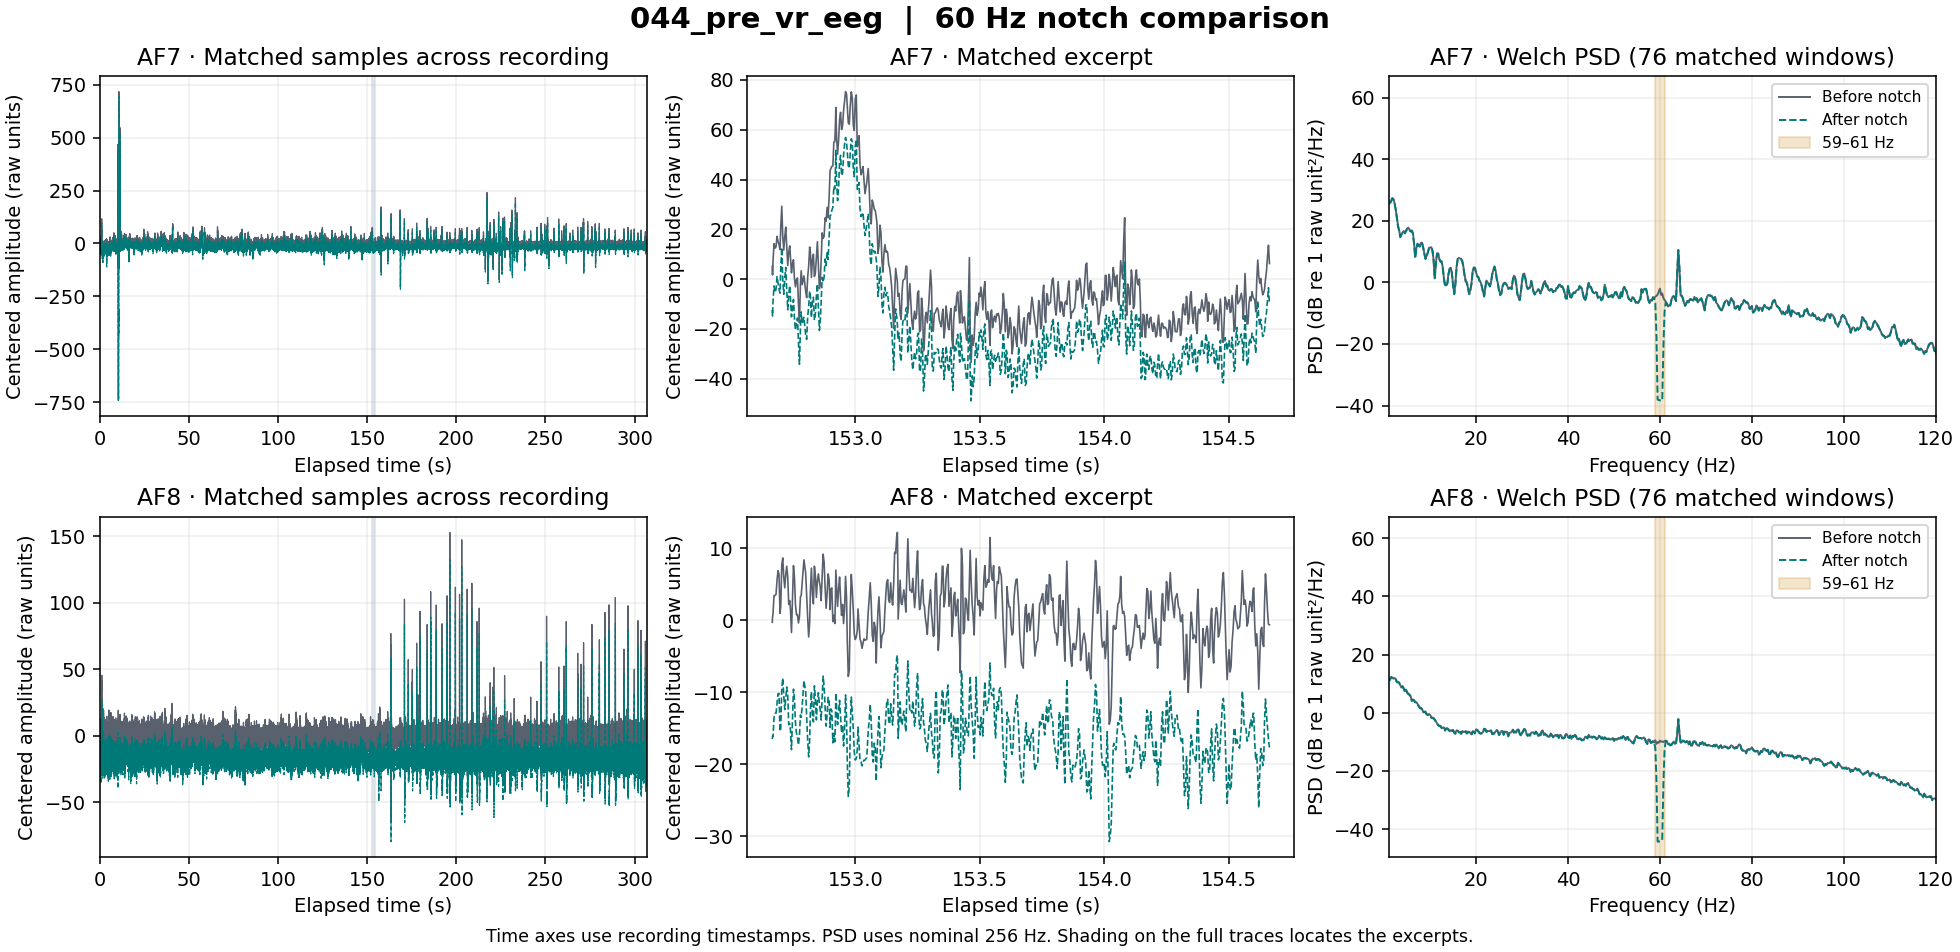 044_pre_vr_eeg | 60 Hz notch comparison
AF7 · Matched samples across recording
Centered amplitude (raw units)
750
500
250
0
−250
−500
−750
0 50 100 150 200 250 300
Elapsed time (s)
AF7 · Matched excerpt
Centered amplitude (raw units)
80
60
40
20
0
−20
−40
153.0 153.5 154.0 154.5
Elapsed time (s)
AF7 · Welch PSD (76 matched windows)
PSD (dB re 1 raw unit²/Hz)
60
40
20
0
−20
−40
Before notch
After notch
59–61 Hz
20 40 60 80 100 120
Frequency (Hz)
AF8 · Matched samples across recording
Centered amplitude (raw units)
150
100
50
0
−50
0 50 100 150 200 250 300
Elapsed time (s)
AF8 · Matched excerpt
Centered amplitude (raw units)
10
0
−10
−20
−30
153.0 153.5 154.0 154.5
Elapsed time (s)
AF8 · Welch PSD (76 matched windows)
PSD (dB re 1 raw unit²/Hz)
60
40
20
0
−20
−40
Before notch
After notch
59–61 Hz
20 40 60 80 100 120
Frequency (Hz)
Time axes use recording timestamps. PSD uses nominal 256 Hz. Shading on the full traces locates the excerpts.